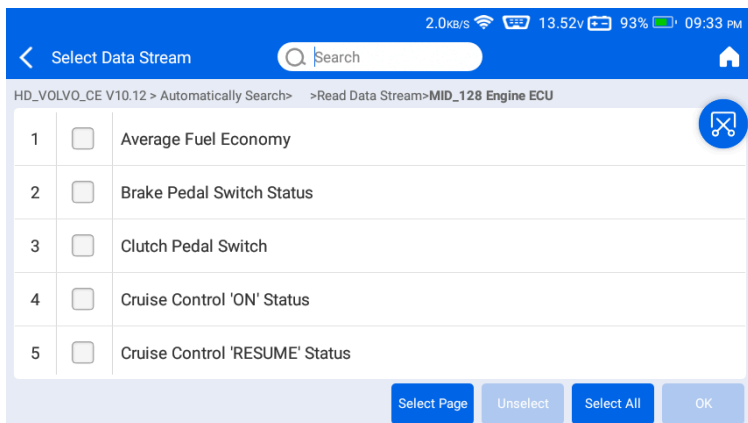 2.0KB/S 13.52V 93% 09:33 PM
Select Data Stream Search
HD_VOLVO_CE V10.12 > Automatically Search> >Read Data Stream>MID_128 Engine ECU
1 Average Fuel Economy
2 Brake Pedal Switch Status
3 Clutch Pedal Switch
4 Cruise Control 'ON' Status
5 Cruise Control 'RESUME' Status
Select Page Unselect Select All OK